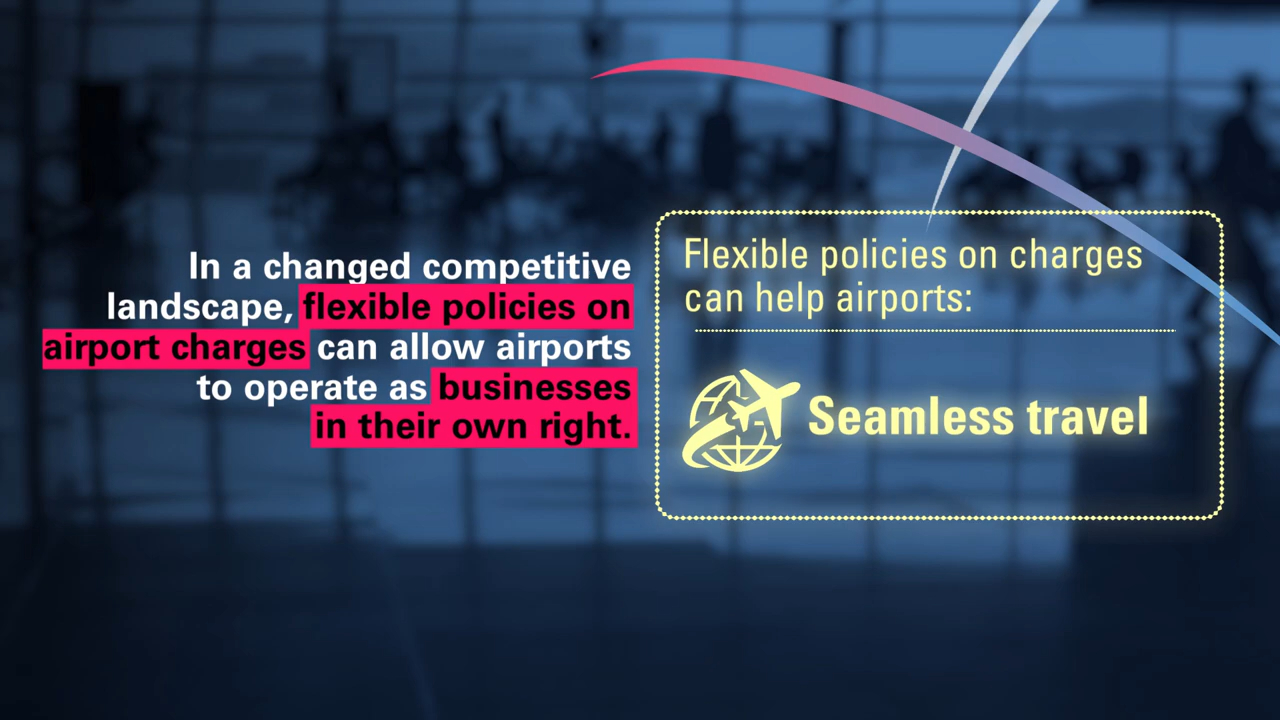 In a changed competitive
landscape, flexible policies on
airport charges can allow airports
to operate as businesses
in their own right.
Flexible policies on charges
can help airports:
Seamless travel